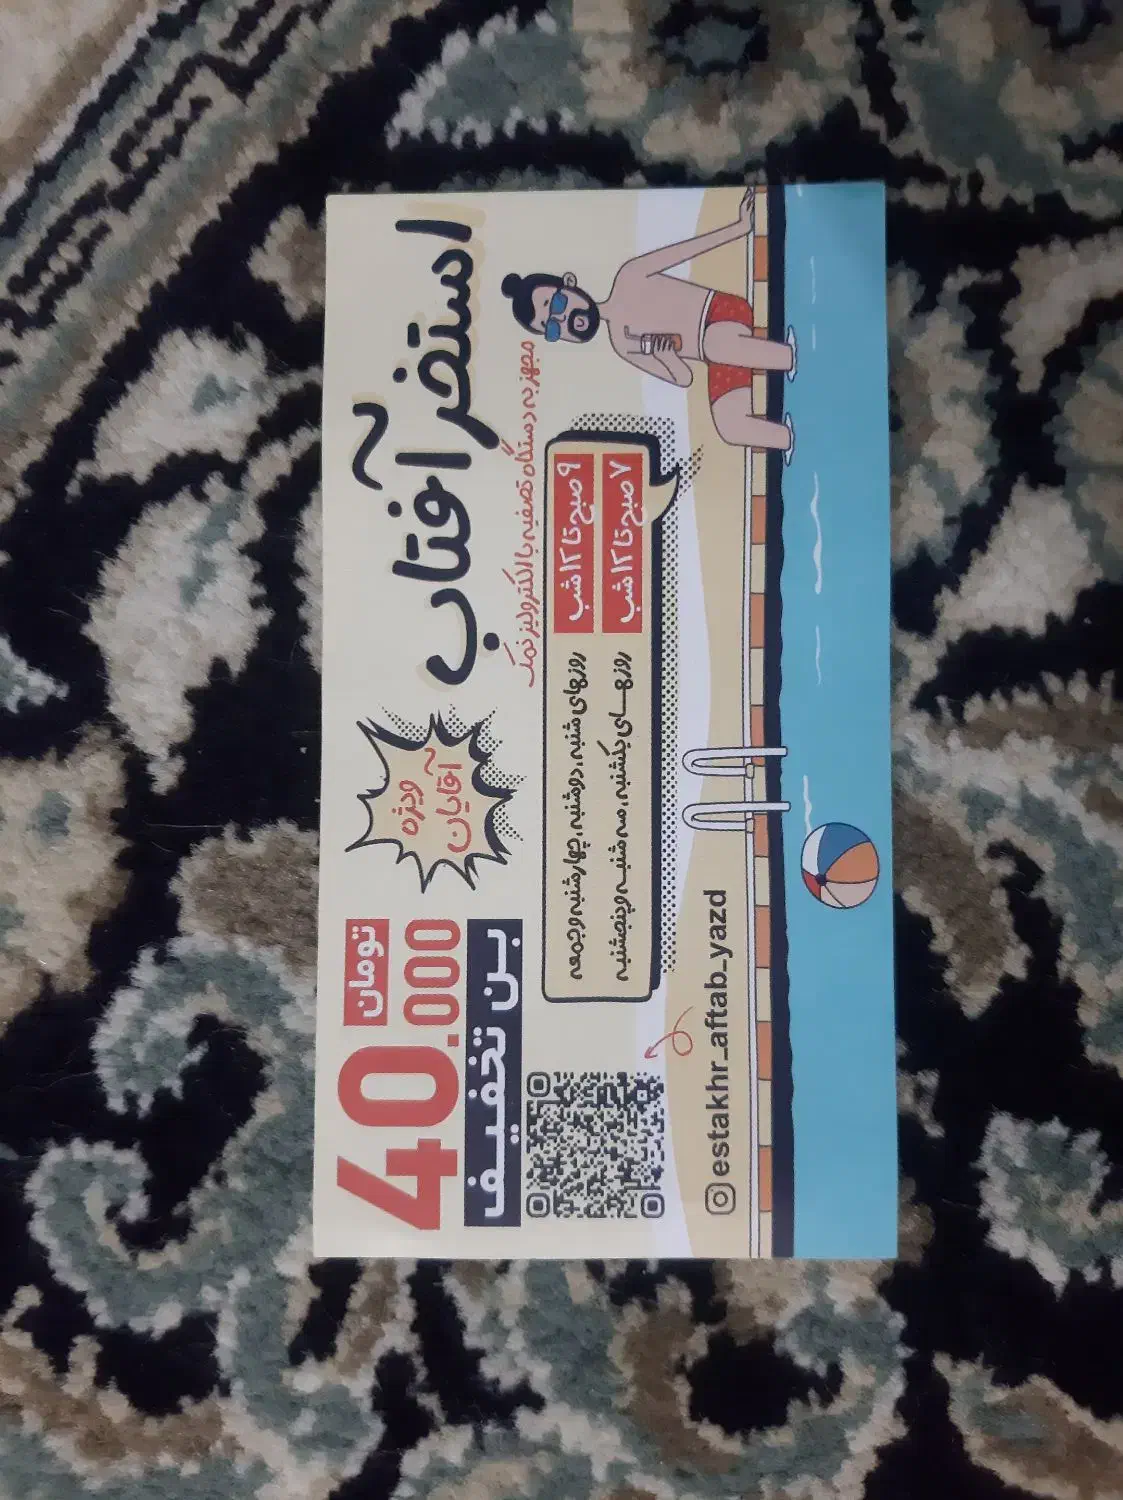 استخر آفتاب
مجهز به دستگاه تصفیه با الکترولیز نمک
ویژه
آقایان
40.000
تومان
بن تخفیف
روزهای شنبه، دوشنبه، چهارشنبه و جمعه ۹ صبح تا ۱۲ شب
روزهای یکشنبه، سه شنبه و پنجشنبه ۷ صبح تا ۱۲ شب
estakhr_aftab_yazd